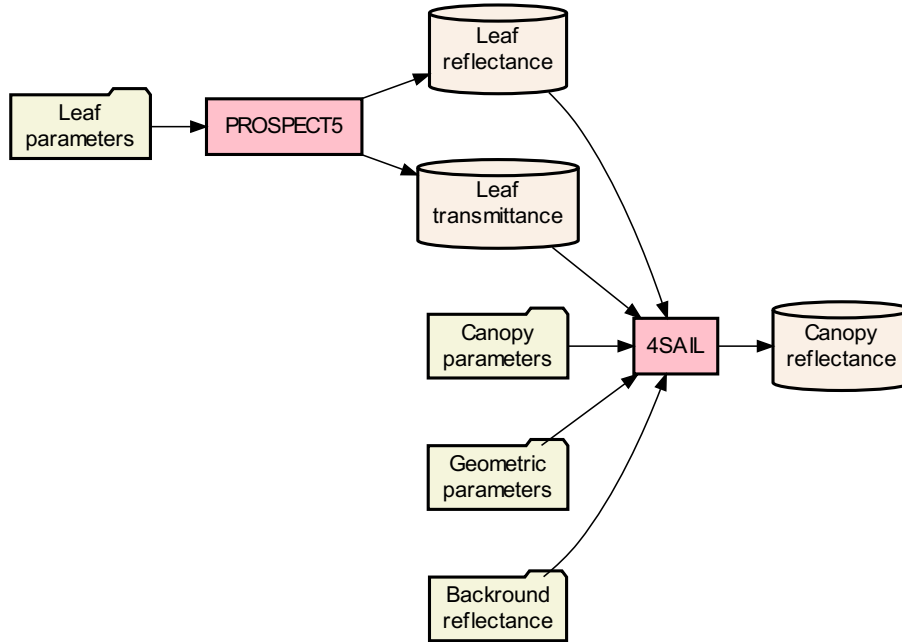 Leaf
reflectance
Leaf
parameters
PROSPECT5
Leaf
transmittance
Canopy
parameters
4SAIL
Canopy
reflectance
Geometric
parameters
Backround
reflectance